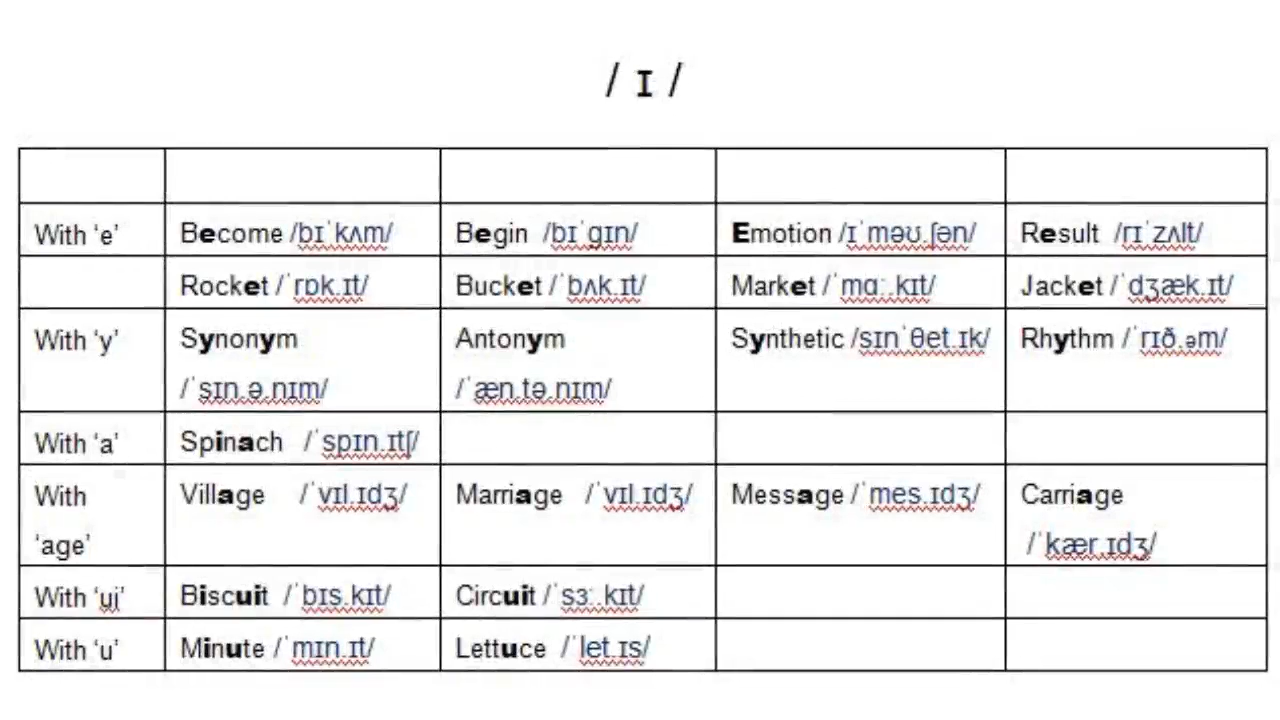 / ɪ /
With ‘e’ Become /bɪˈkʌm/ Begin /bɪˈgɪn/ Emotion /ɪˈməʊ.ʃən/ Result /rɪˈzʌlt/
Rocket /ˈrɒk.ɪt/ Bucket /ˈbʌk.ɪt/ Market /ˈmɑː.kɪt/ Jacket /ˈdʒæk.ɪt/
With ‘y’ Synonym Antonym Synthetic /sɪnˈθet.ɪk/ Rhythm /ˈrɪð.əm/
/ˈsɪn.ə.nɪm/ /ˈæn.tə.nɪm/
With ‘a’ Spinach /ˈspɪn.ɪtʃ/
With Village /ˈvɪl.ɪdʒ/ Marriage /ˈvɪl.ɪdʒ/ Message /ˈmes.ɪdʒ/ Carriage
‘age’ /ˈkær.ɪdʒ/
With ‘ui’ Biscuit /ˈbɪs.kɪt/ Circuit /ˈsɜː.kɪt/
With ‘u’ Minute /ˈmɪn.ɪt/ Lettuce /ˈlet.ɪs/